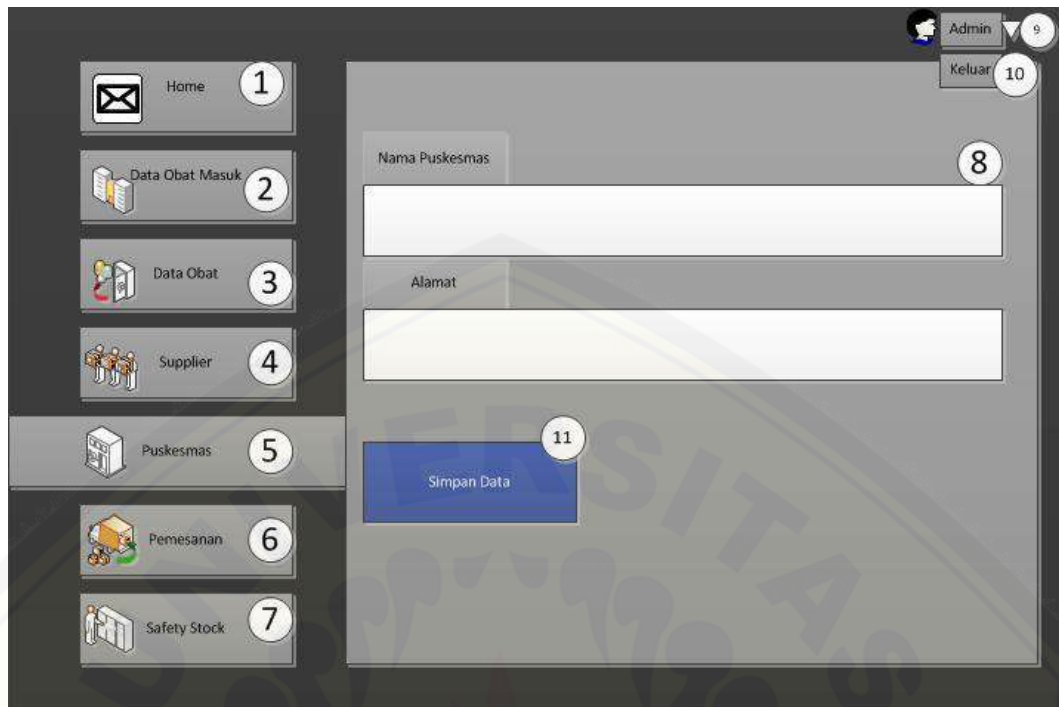 Admin
9
Keluar
10
Home
1
Data Obat Masuk
2
Data Obat
3
Supplier
4
Puskesmas
5
Pemesanan
6
Safety Stock
7
8
Nama Puskesmas
Alamat
Simpan Data
11
UNIVERSITAS